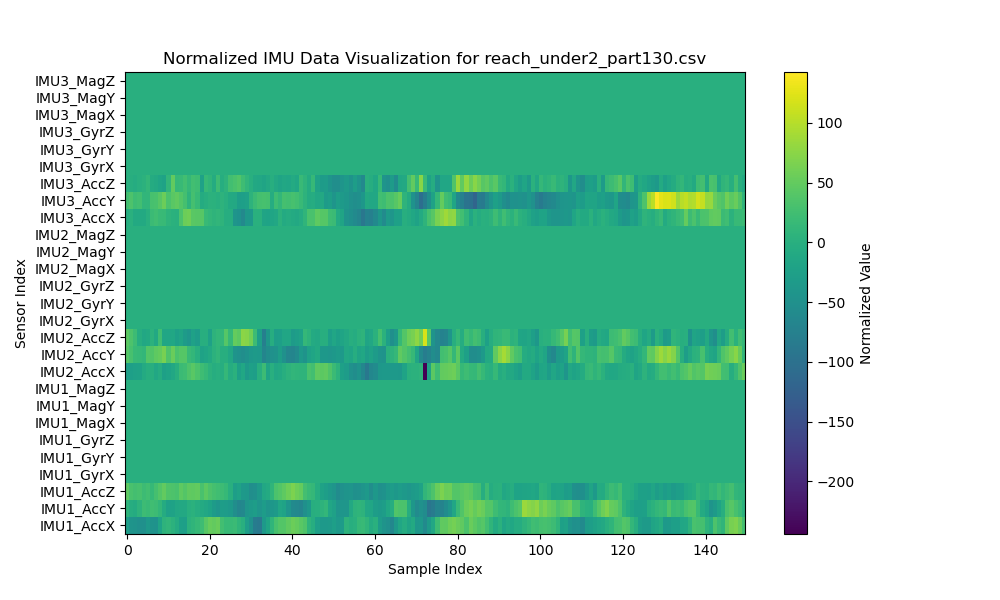 Normalized IMU Data Visualization for reach_under2_part130.csv
IMU3_MagZ
IMU3_MagY
IMU3_MagX
IMU3_GyrZ
IMU3_GyrY
IMU3_GyrX
IMU3_AccZ
IMU3_AccY
IMU3_AccX
IMU2_MagZ
IMU2_MagY
IMU2_MagX
IMU2_GyrZ
IMU2_GyrY
IMU2_GyrX
IMU2_AccZ
IMU2_AccY
IMU2_AccX
IMU1_MagZ
IMU1_MagY
IMU1_MagX
IMU1_GyrZ
IMU1_GyrY
IMU1_GyrX
IMU1_AccZ
IMU1_AccY
IMU1_AccX
Sensor Index
0 20 40 60 80 100 120 140
Sample Index
100
50
0
−50
−100
−150
−200
Normalized Value